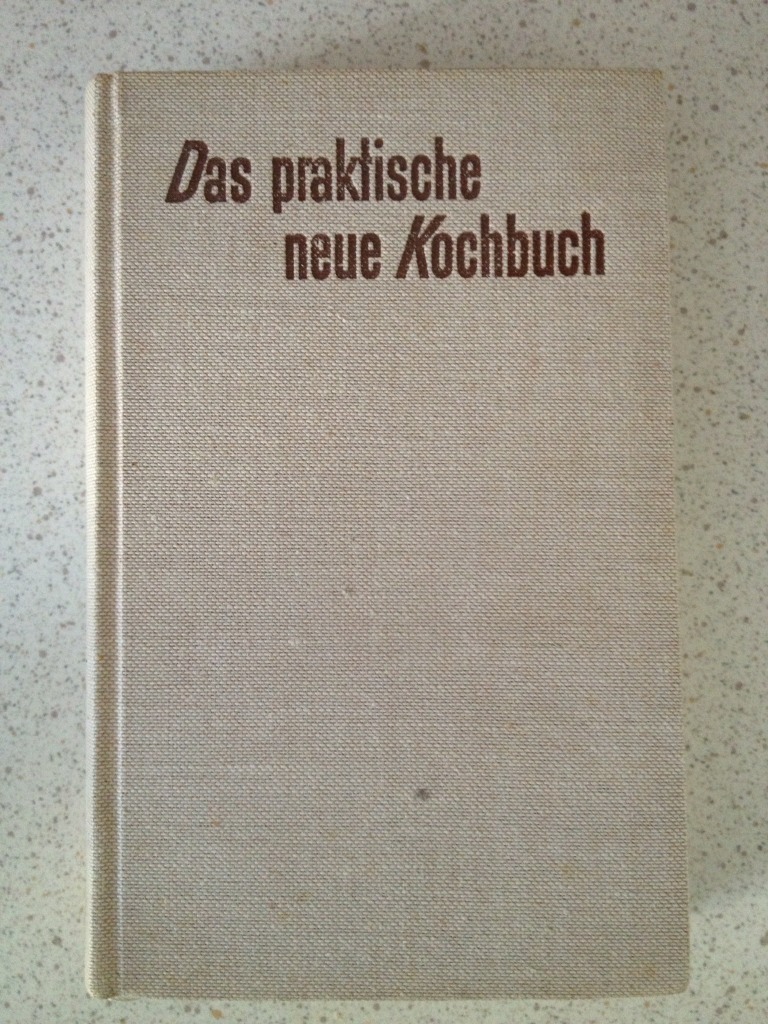 Das praktische
neue Kochbuch